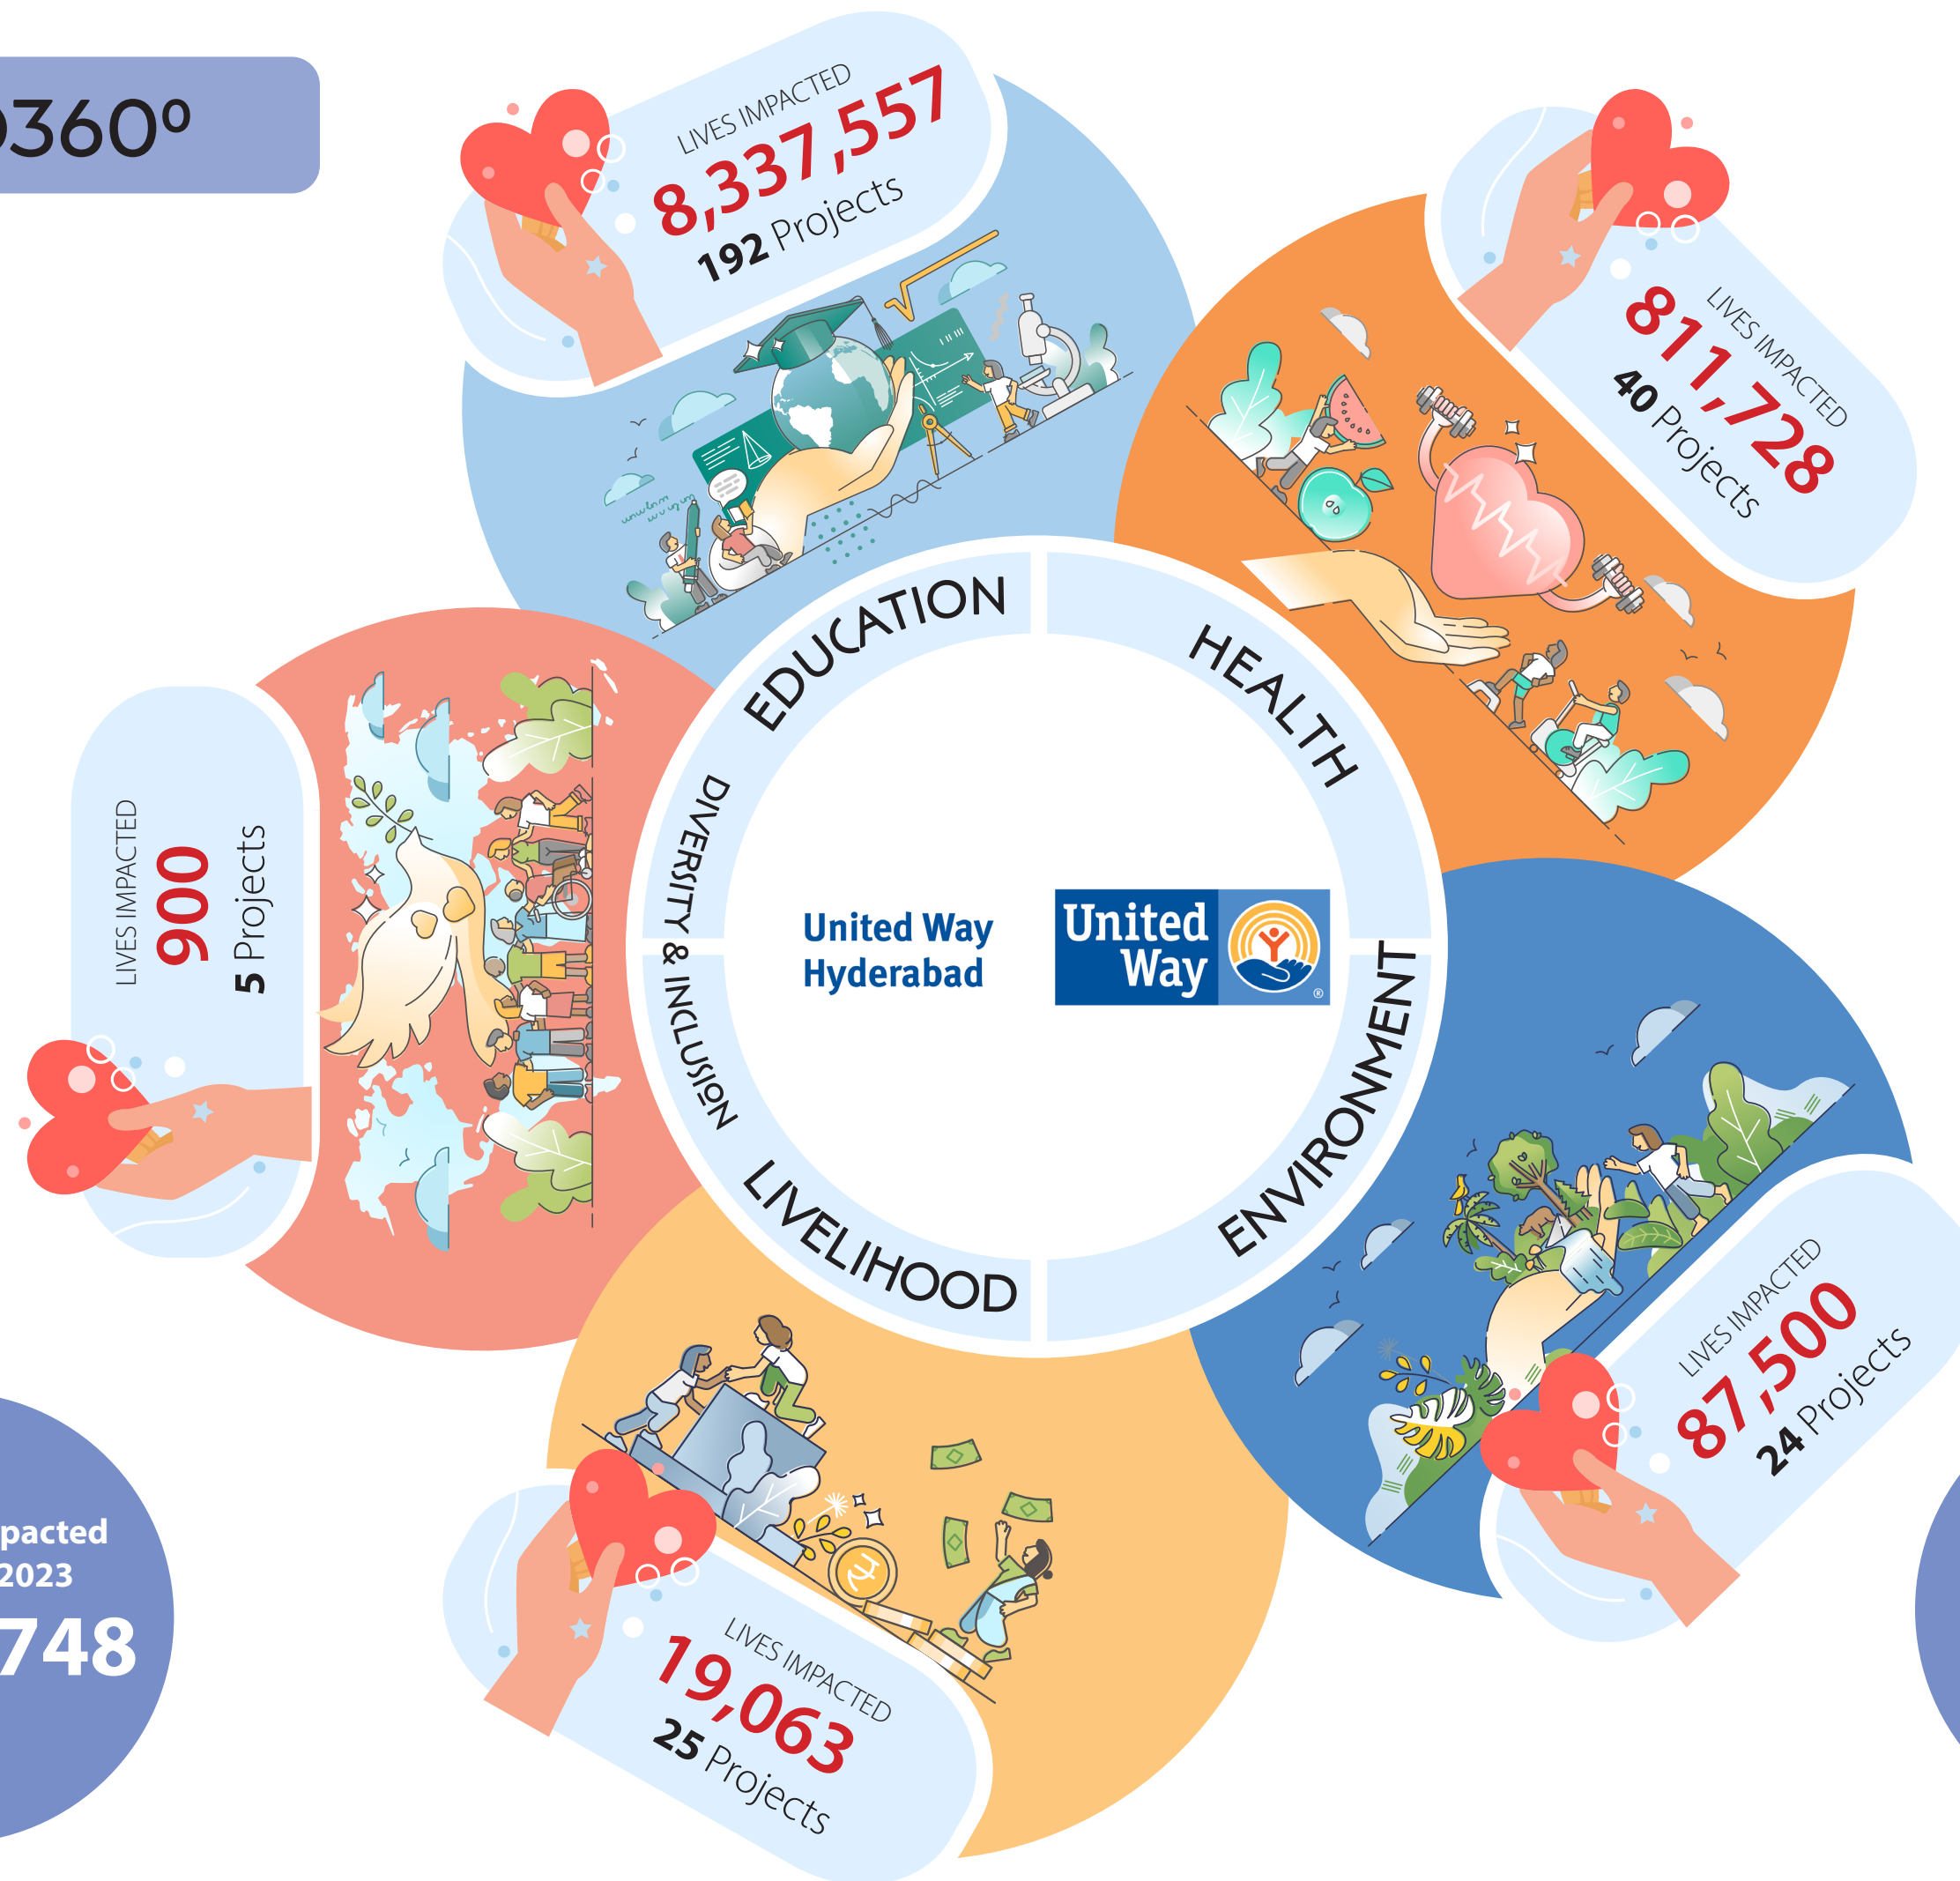 360º
LIVES IMPACTED
8,337,557
192 Projects
LIVES IMPACTED
811,728
40 Projects
EDUCATION
HEALTH
LIVES IMPACTED
900
5 Projects
DIVERSITY & INCLUSION
United Way
Hyderabad
United
Way
®
ENVIRONMENT
LIVELIHOOD
LIVES IMPACTED
87,500
24 Projects
LIVES IMPACTED
19,063
25 Projects
pacted
2023
748